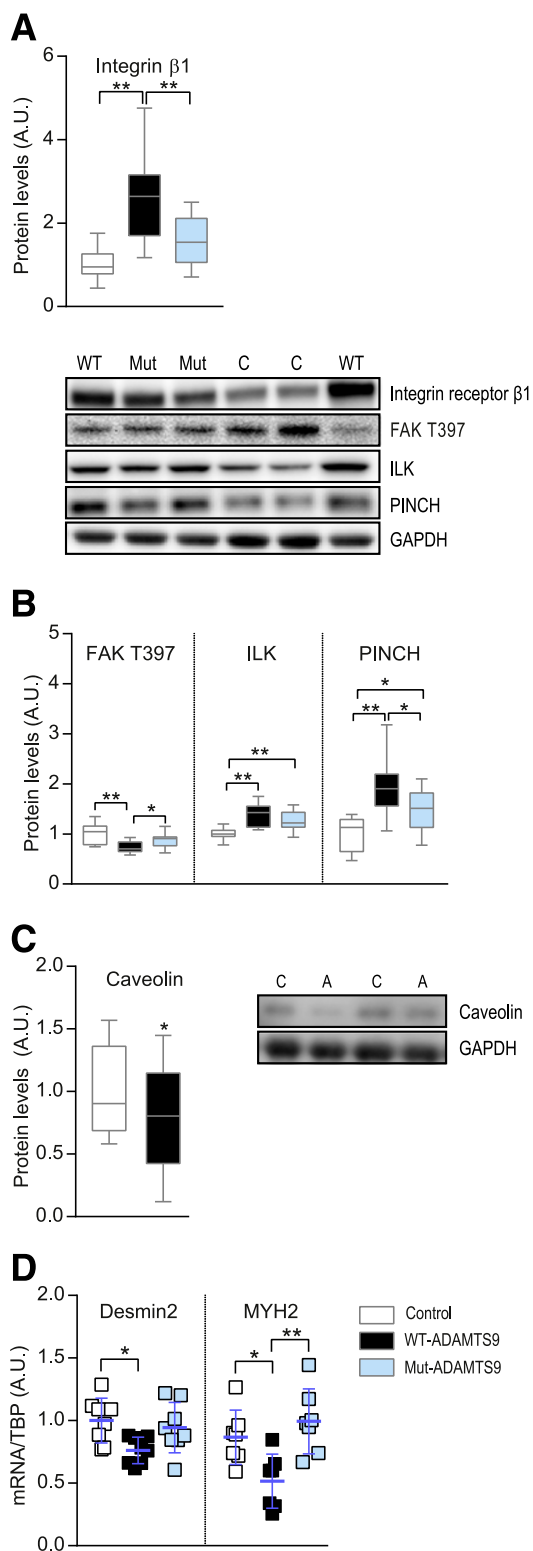 A
Integrin β1
** **
Protein levels (A.U.)
6
4
2
0
WT Mut Mut C C WT
Integrin receptor β1
FAK T397
ILK
PINCH
GAPDH
B
FAK T397 ILK PINCH
Protein levels (A.U.)
5
4
3
2
1
0
** *
** **
* ** *
C
Caveolin
*
Protein levels (A.U.)
2.0
1.5
1.0
0.5
0.0
C A C A
Caveolin
GAPDH
D
Desmin2 MYH2
mRNA/TBP (A.U.)
2.0
1.5
1.0
0.5
0.0
*
* **
Control
WT-ADAMTS9
Mut-ADAMTS9